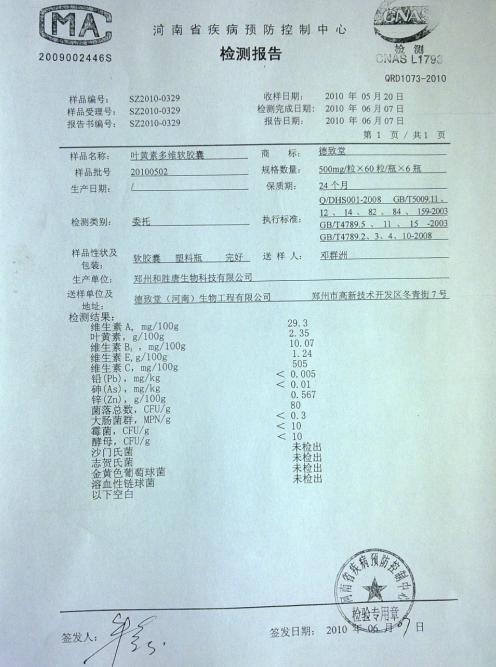 CMA
2009002446S
河南省疾病预防控制中心
检测报告
CNAS
检 测
CNAS L1793
QRD1073-2010
样品编号: SZ2010-0329 收样日期: 2010 年 05 月 20 日
样品受理号: SZ2010-0329 检测完成日期: 2010 年 06 月 07 日
报告书编号: SZ2010-0329 报告日期: 2010 年 06 月 07 日
第 1 页/共1 页
样品名称: 叶黄素多维软胶囊 商 标: 德致堂
样品批号 20100502 规格数量: 500mg/粒×60粒/瓶×6瓶
生产日期: / 保质期: 24 个月
检测类别: 委托 执行标准: Q/DHS001-2008 GB/T5009.11、
12 、 14 、 82 、 84 、 159-2003
GB/T4789.5 、 11 、 15 -2003
GB/T4789.2、3、4、10-2008
样品性状及包装: 软胶囊 塑料瓶 完好 送 样 人: 邓群洲
生产单位: 郑州和胜唐生物科技有限公司
送样单位及地址: 德致堂（河南）生物工程有限公司 郑州市高新技术开发区冬青街 7 号
检测结果:
维生素 A, mg/100g 29.3
叶黄素, g/100g 2.35
维生素 B₁, mg/100g 10.07
维生素 E, g/100g 1.24
维生素 C, mg/100g 505
铅(Pb), mg/kg < 0.005
砷(As), mg/kg < 0.01
锌(Zn), g/100g 0.567
菌落总数, CFU/g 80
大肠菌群, MPN/g < 0.3
霉菌, CFU/g < 10
酵母, CFU/g < 10
沙门氏菌 未检出
志贺氏菌 未检出
金黄色葡萄球菌 未检出
溶血性链球菌 未检出
以下空白
河南省疾病预防控制中心
检验专用章
签发人: 签发日期: 2010 年 06 月 07 日